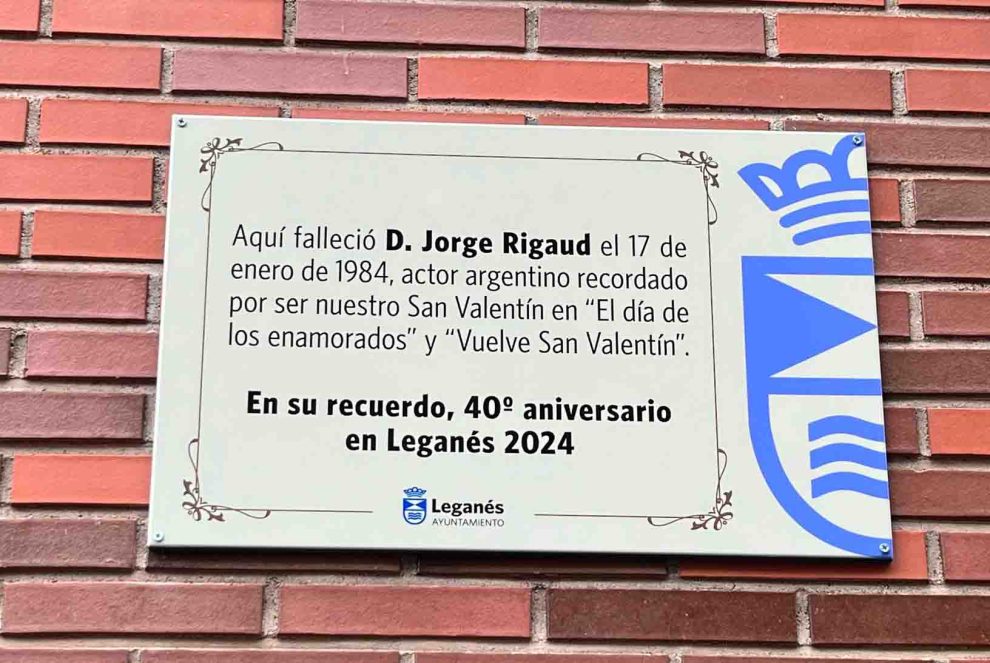 Aquí falleció D. Jorge Rigaud el 17 de
enero de 1984, actor argentino recordado
por ser nuestro San Valentín en “El día de
los enamorados” y “Vuelve San Valentín”.
En su recuerdo, 40º aniversario
en Leganés 2024
Leganés
AYUNTAMIENTO